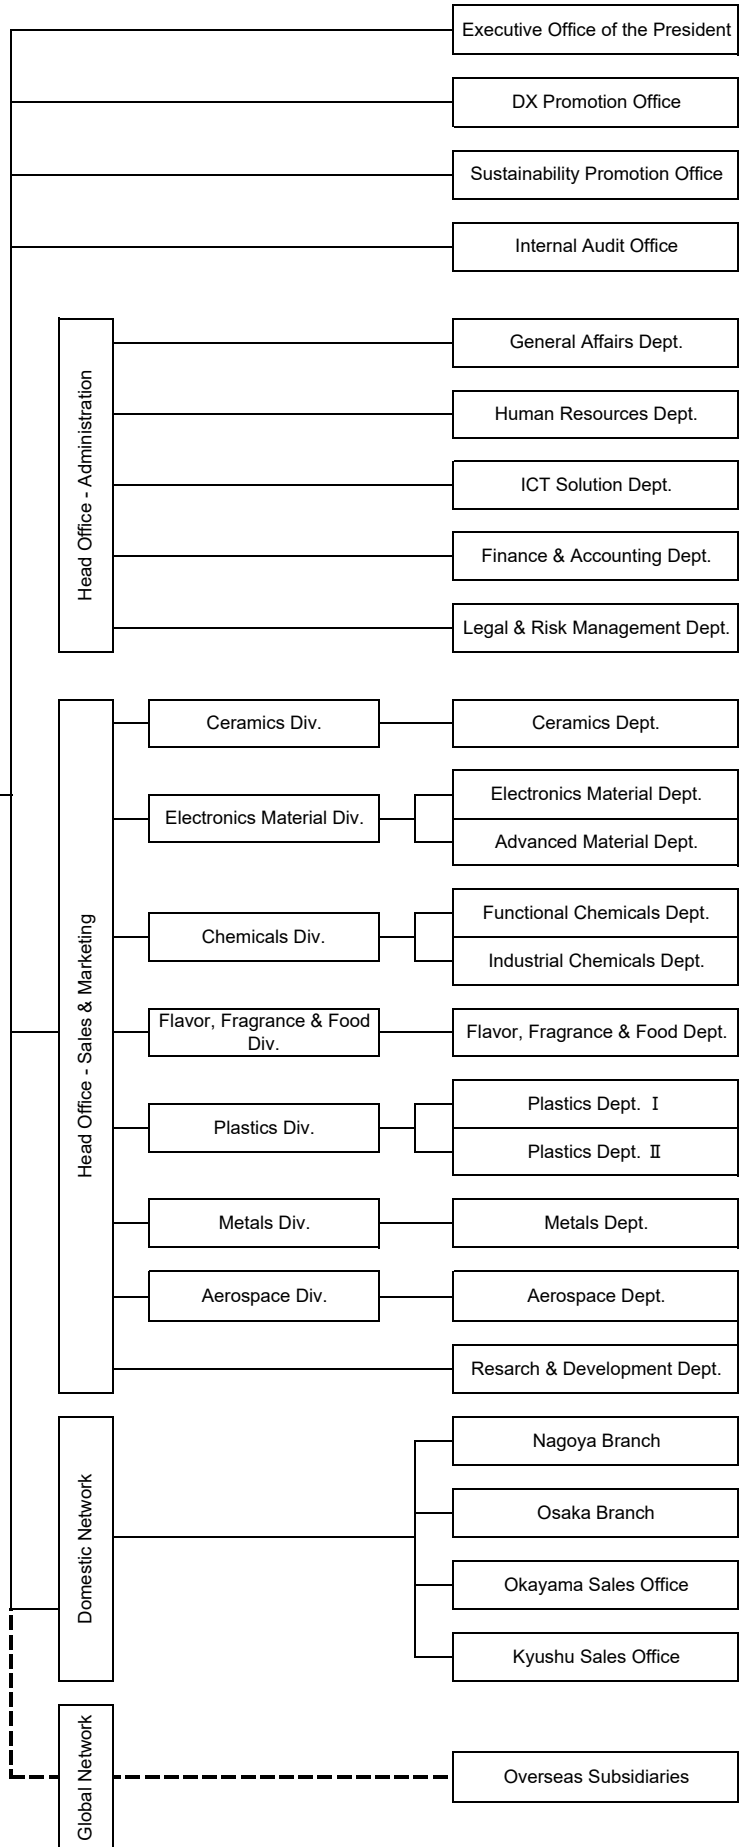 Executive Office of the President
DX Promotion Office
Sustainability Promotion Office
Internal Audit Office
Head Office - Administration
General Affairs Dept.
Human Resources Dept.
ICT Solution Dept.
Finance & Accounting Dept.
Legal & Risk Management Dept.
Head Office - Sales & Marketing
Ceramics Div.
Ceramics Dept.
Electronics Material Div.
Electronics Material Dept.
Advanced Material Dept.
Chemicals Div.
Functional Chemicals Dept.
Industrial Chemicals Dept.
Flavor, Fragrance & Food
Div.
Flavor, Fragrance & Food Dept.
Plastics Div.
Plastics Dept. Ⅰ
Plastics Dept. Ⅱ
Metals Div.
Metals Dept.
Aerospace Div.
Aerospace Dept.
Resarch & Development Dept.
Domestic Network
Nagoya Branch
Osaka Branch
Okayama Sales Office
Kyushu Sales Office
Global Network
Overseas Subsidiaries